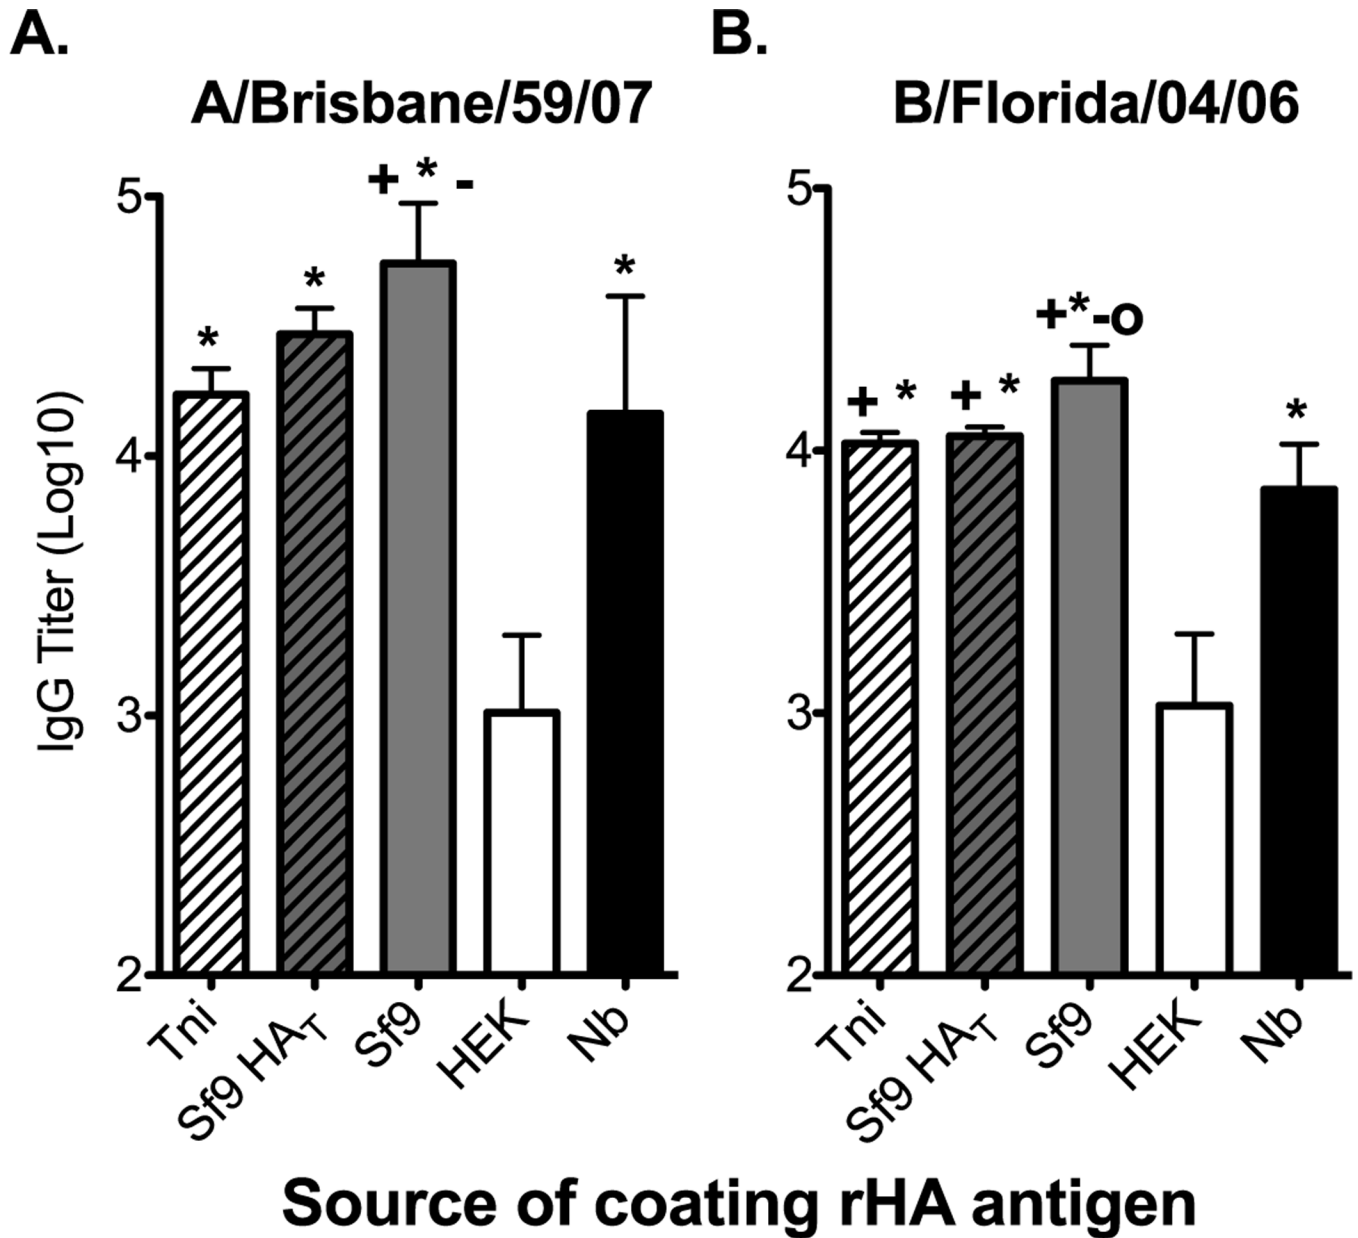 A.
A/Brisbane/59/07
+ * -
*
*
*
5
4
3
2
IgG Titer (Log10)
Tni
Sf9 HAT
Sf9
HEK
Nb
B.
B/Florida/04/06
+*-o
+ *
+ *
*
5
4
3
2
Tni
Sf9 HAT
Sf9
HEK
Nb
Source of coating rHA antigen